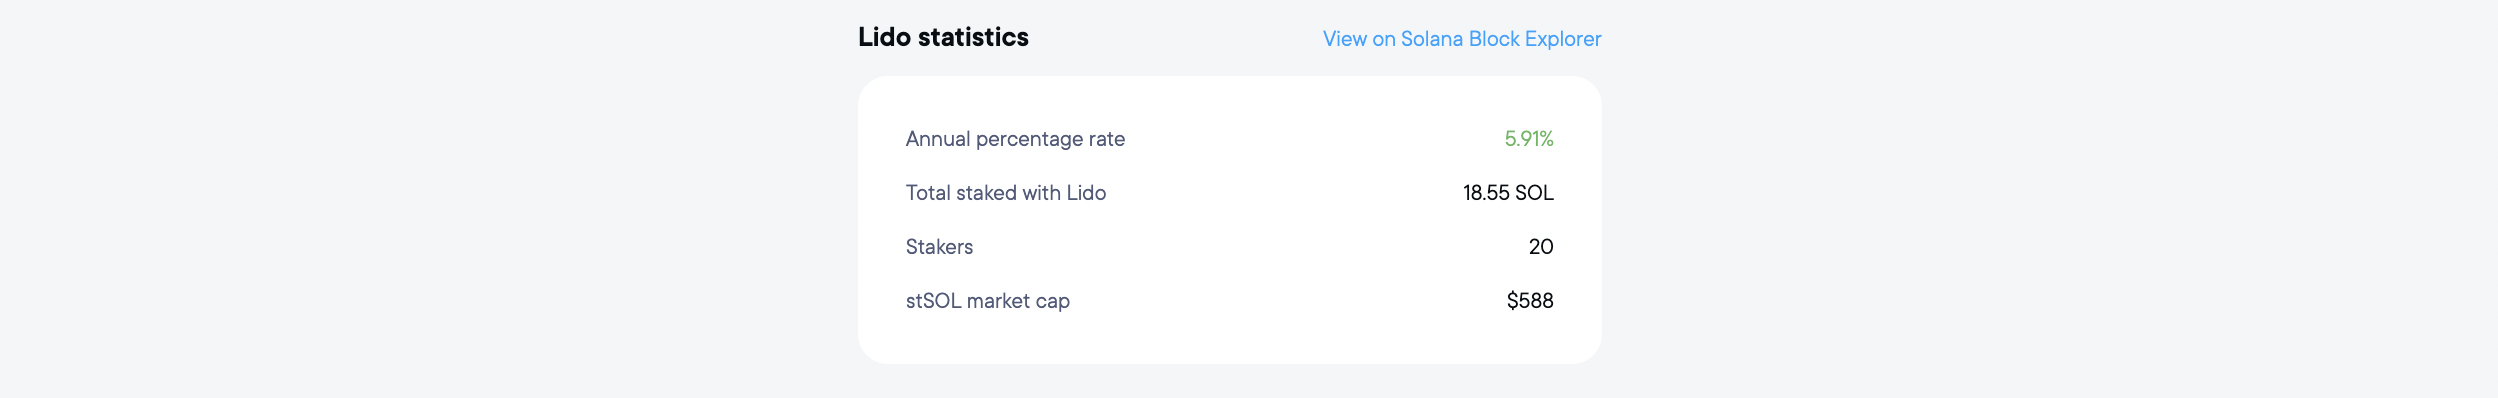 Lido statistics
View on Solana Block Explorer
Annual percentage rate 5.91%
Total staked with Lido 18.55 SOL
Stakers 20
stSOL market cap $588